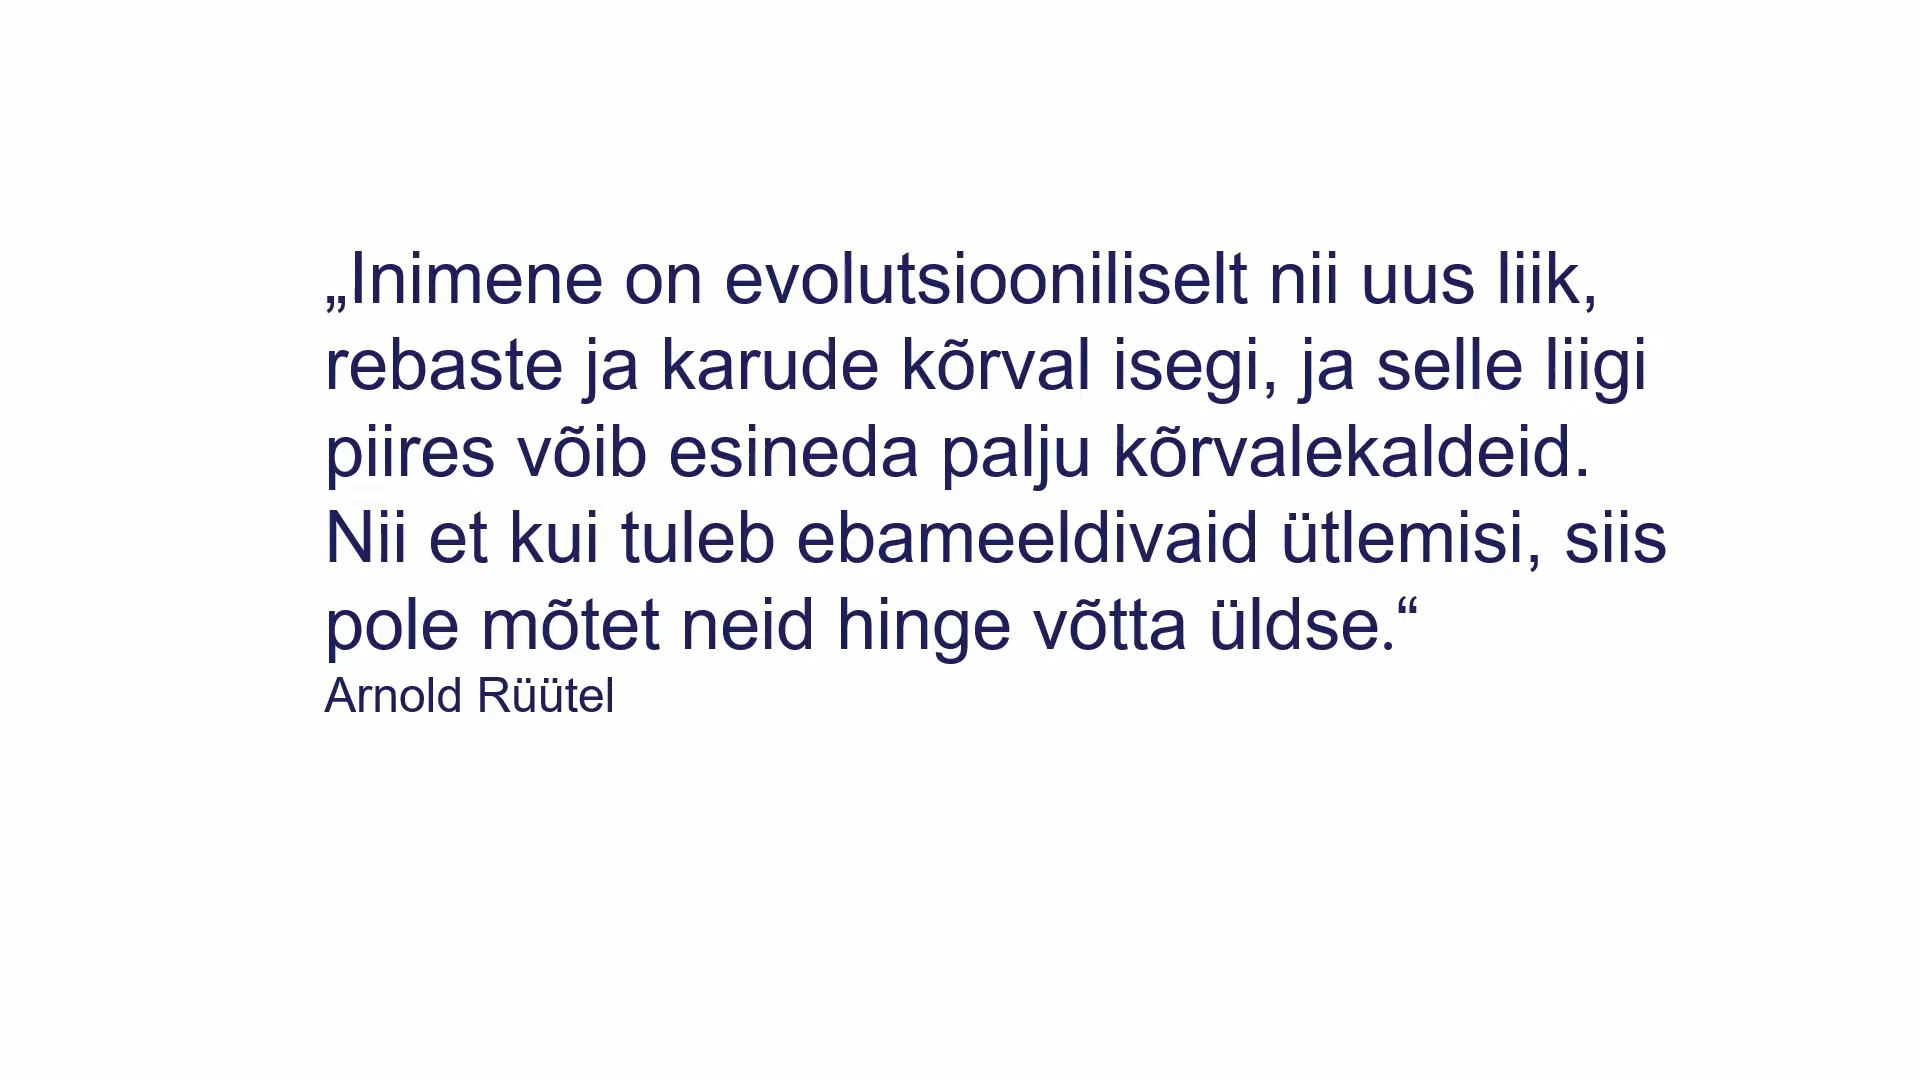 „Inimene on evolutsiooniliselt nii uus liik,
rebaste ja karude kõrval isegi, ja selle liigi
piires võib esineda palju kõrvalekaldeid.
Nii et kui tuleb ebameeldivaid ütlemisi, siis
pole mõtet neid hinge võtta üldse.“
Arnold Rüütel